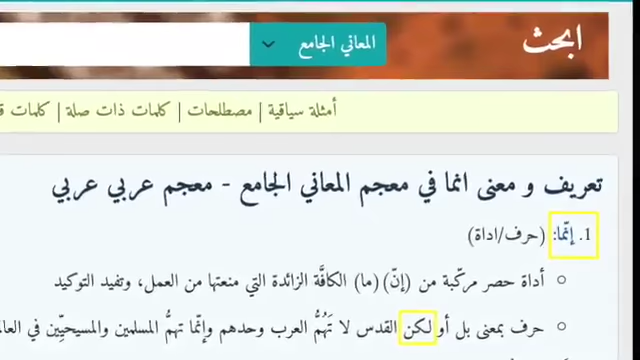 ابحث
المعاني الجامع
أمثلة سياقية | مصطلحات | كلمات ذات صلة | كلمات
تعريف و معنى انما في معجم المعاني الجامع - معجم عربي عربي
1. إنّما: (حرف/اداة)
أداة حصر مركّبة من (إنّ) (ما) الكافَّة الزائدة التي منعتها من العمل، وتفيد التوكيد
حرف بمعنى بل أو لكن القدس لا تَهُمُّ العرب وحدهم وإنّما تهمُّ المسلمين والمسيحيِّين في